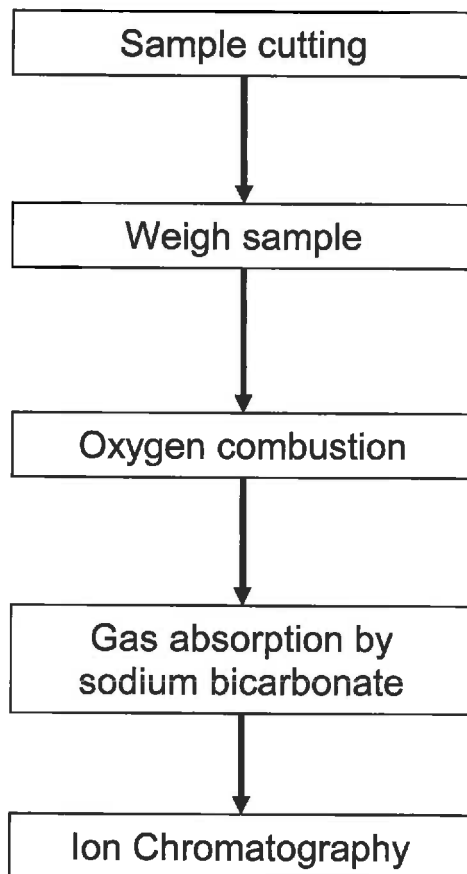 Sample cutting
Weigh sample
Oxygen combustion
Gas absorption by
sodium bicarbonate
Ion Chromatography